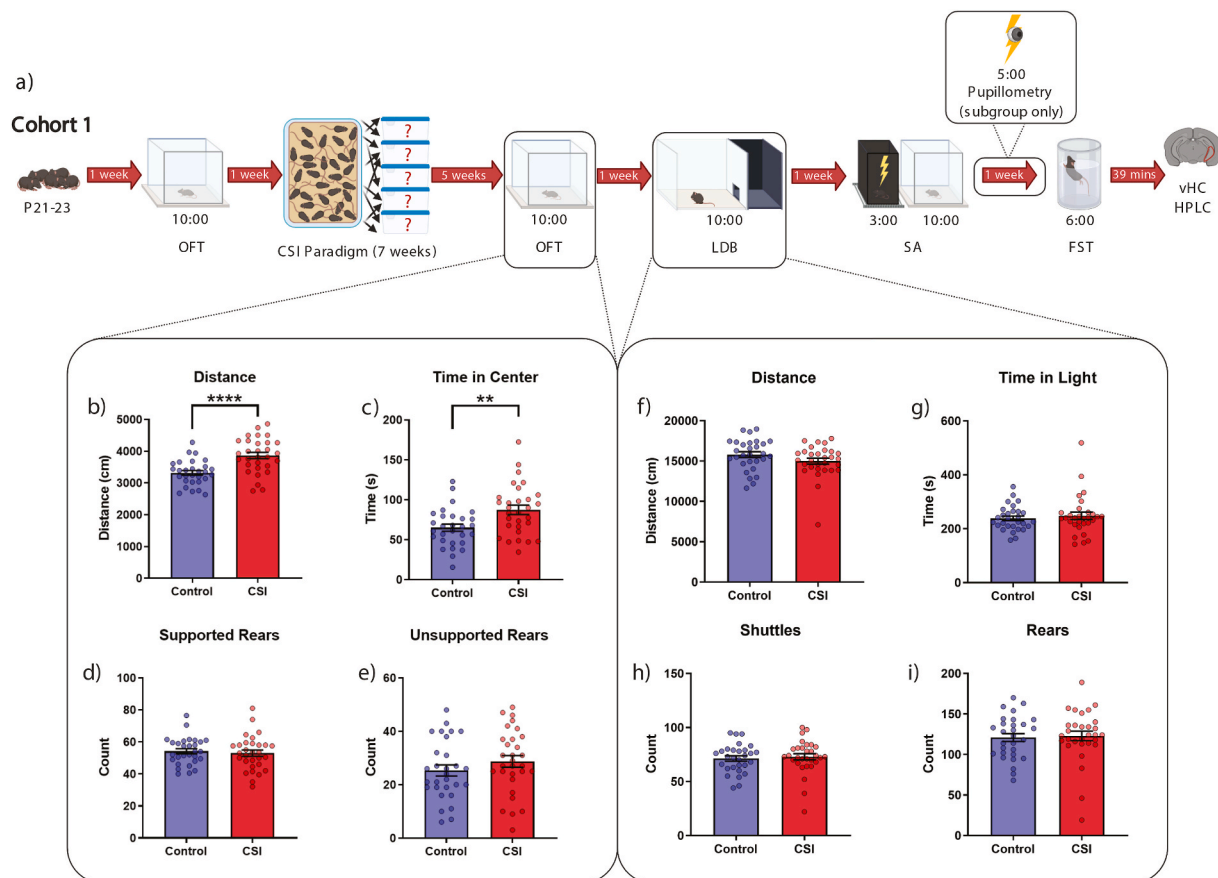 a)
Cohort 1
P21-23
1 week
10:00
OFT
1 week
? ? ? ? ?
CSI Paradigm (7 weeks)
5 weeks
10:00
OFT
1 week
10:00
LDB
1 week
3:00 10:00
SA
5:00
Pupillometry
(subgroup only)
1 week
6:00
FST
39 mins
vHC
HPLC
b)
Distance
****
Distance (cm)
5000
4000
3000
2000
1000
0
Control CSI
c)
Time in Center
**
Time (s)
200
150
100
50
0
Control CSI
d)
Supported Rears
Count
100
80
60
40
20
0
Control CSI
e)
Unsupported Rears
Count
60
40
20
0
Control CSI
f)
Distance
Distance (cm)
20000
15000
10000
5000
0
Control CSI
g)
Time in Light
Time (s)
600
400
200
0
Control CSI
h)
Shuttles
Count
150
100
50
0
Control CSI
i)
Rears
Count
200
150
100
50
0
Control CSI